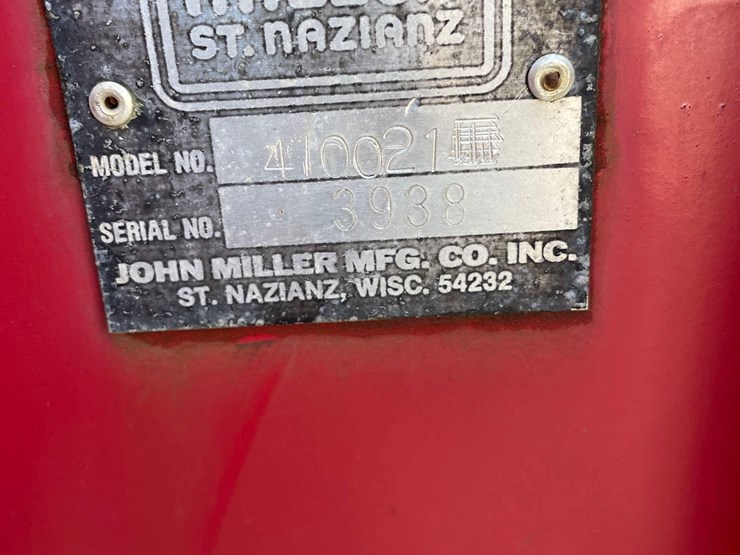 ST. NAZIANZ
MODEL NO. 410021
SERIAL NO. 3938
JOHN MILLER MFG. CO. INC.
ST. NAZIANZ, WISC. 54232